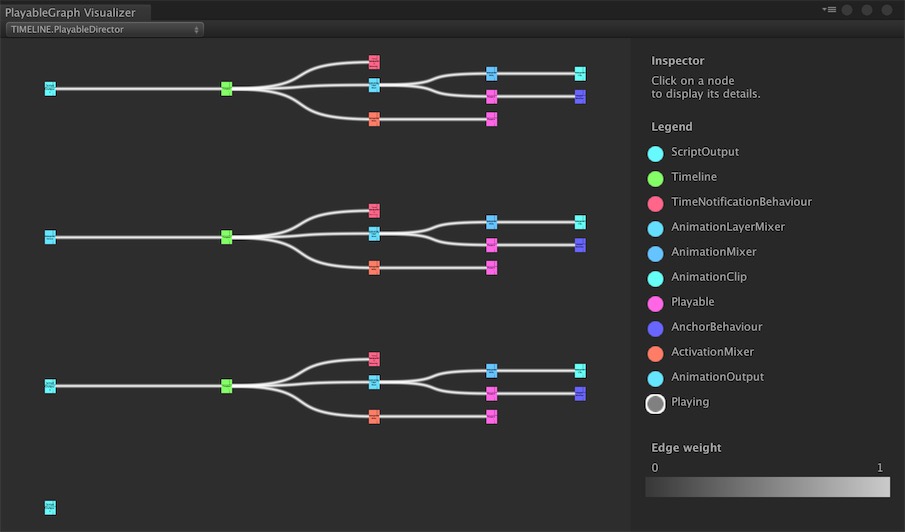 PlayableGraph Visualizer
TIMELINE.PlayableDirector
Inspector
Click on a node
to display its details.
Legend
ScriptOutput
Timeline
TimeNotificationBehaviour
AnimationLayerMixer
AnimationMixer
AnimationClip
Playable
AnchorBehaviour
ActivationMixer
AnimationOutput
Playing
Edge weight
0 1